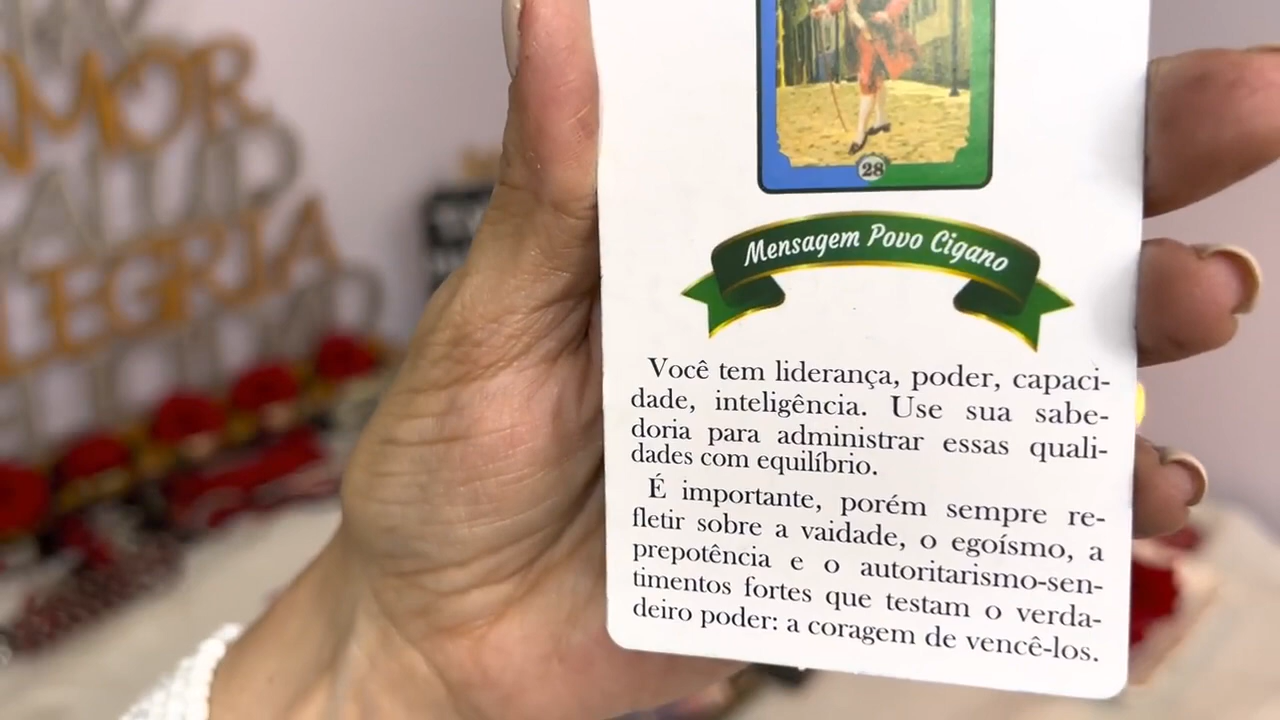 AMOR
ALEGRIA
28
Mensagem Povo Cigano
Você tem liderança, poder, capaci-
dade, inteligência. Use sua sabe-
doria para administrar essas quali-
dades com equilíbrio.
É importante, porém sempre re-
fletir sobre a vaidade, o egoísmo, a
prepotência e o autoritarismo-sen-
timentos fortes que testam o verda-
deiro poder: a coragem de vencê-los.